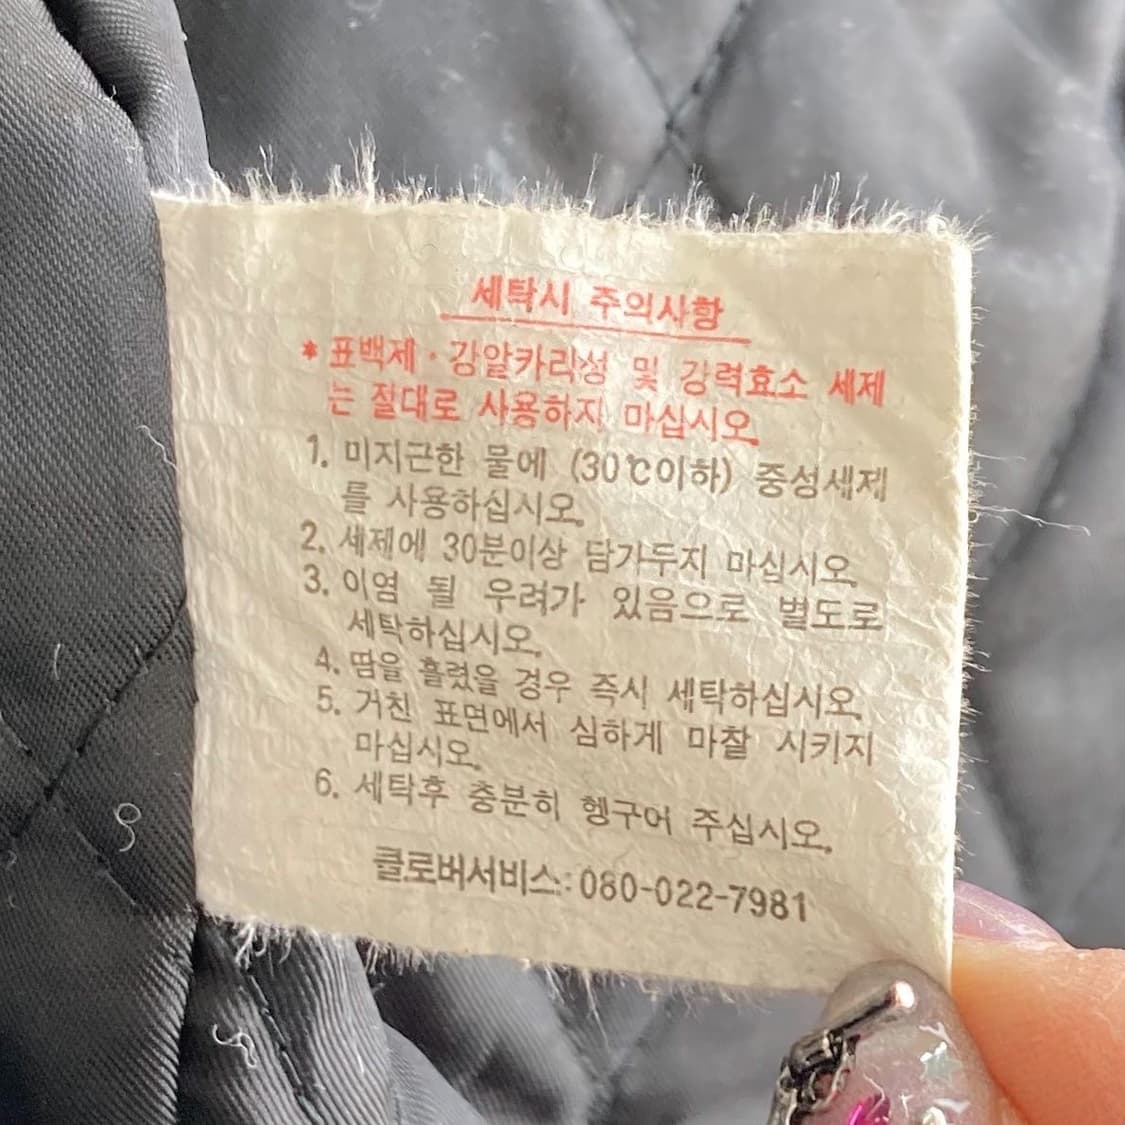 세탁시 주의사항
* 표백제·강알카리성 및 강력효소 세제
는 절대로 사용하지 마십시오.
1. 미지근한 물에 (30℃이하) 중성세제
를 사용하십시오.
2. 세제에 30분이상 담가두지 마십시오.
3. 이염 될 우려가 있음으로 별도로
세탁하십시오.
4. 땀을 흘렸을 경우 즉시 세탁하십시오.
5. 거친 표면에서 심하게 마찰 시키지
마십시오.
6. 세탁후 충분히 헹구어 주십시오.
클로버서비스:080-022-7981